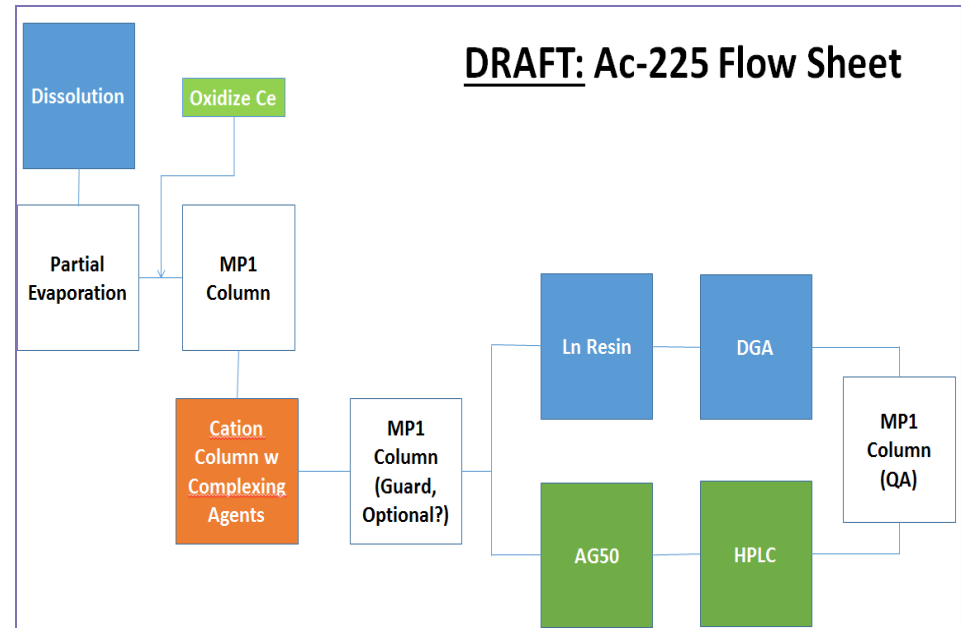 DRAFT: Ac-225 Flow Sheet
Dissolution
Oxidize Ce
Partial
Evaporation
MP1
Column
Cation
Column w
Complexing
Agents
MP1
Column
(Guard,
Optional?)
Ln Resin
DGA
AG50
HPLC
MP1
Column
(QA)